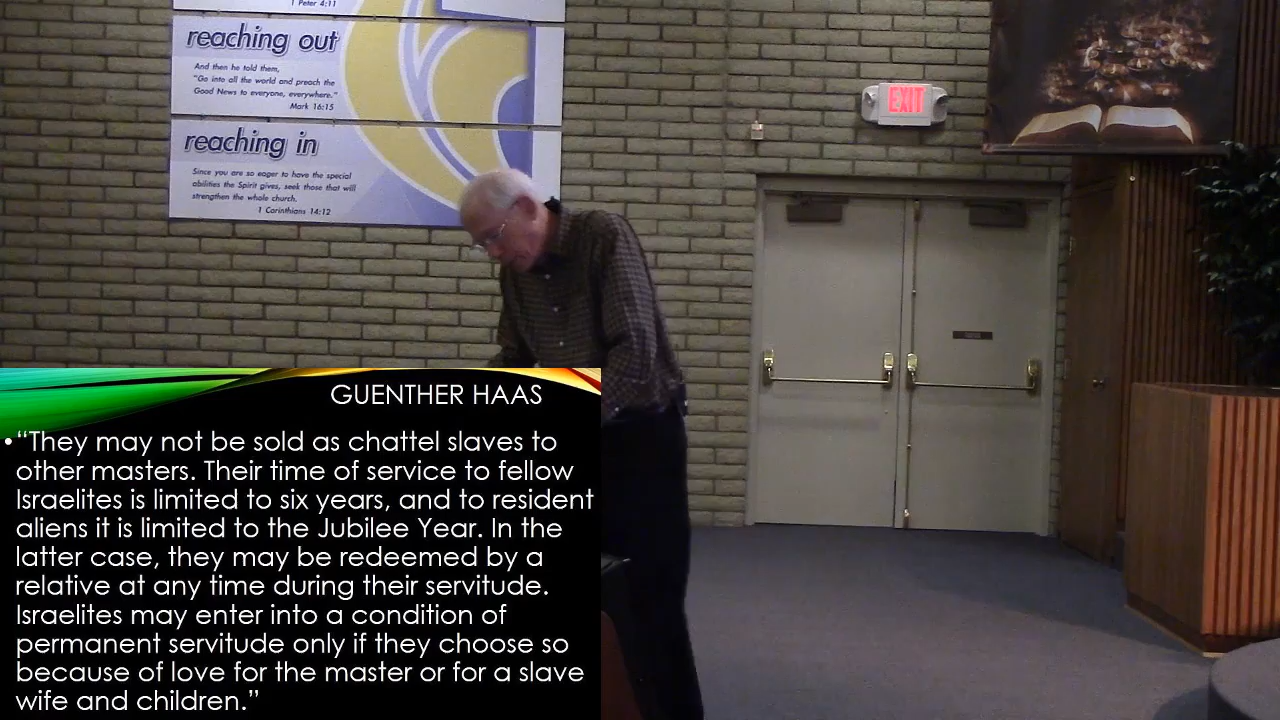 1 Peter 4:11
reaching out
And then he told them,
"Go into all the world and preach the
Good News to everyone, everywhere."
Mark 16:15
reaching in
Since you are so eager to have the special
abilities the Spirit gives, seek those that will
strengthen the whole church.
1 Corinthians 14:12
EXIT
GUENTHER HAAS
•“They may not be sold as chattel slaves to
other masters. Their time of service to fellow
Israelites is limited to six years, and to resident
aliens it is limited to the Jubilee Year. In the
latter case, they may be redeemed by a
relative at any time during their servitude.
Israelites may enter into a condition of
permanent servitude only if they choose so
because of love for the master or for a slave
wife and children.”